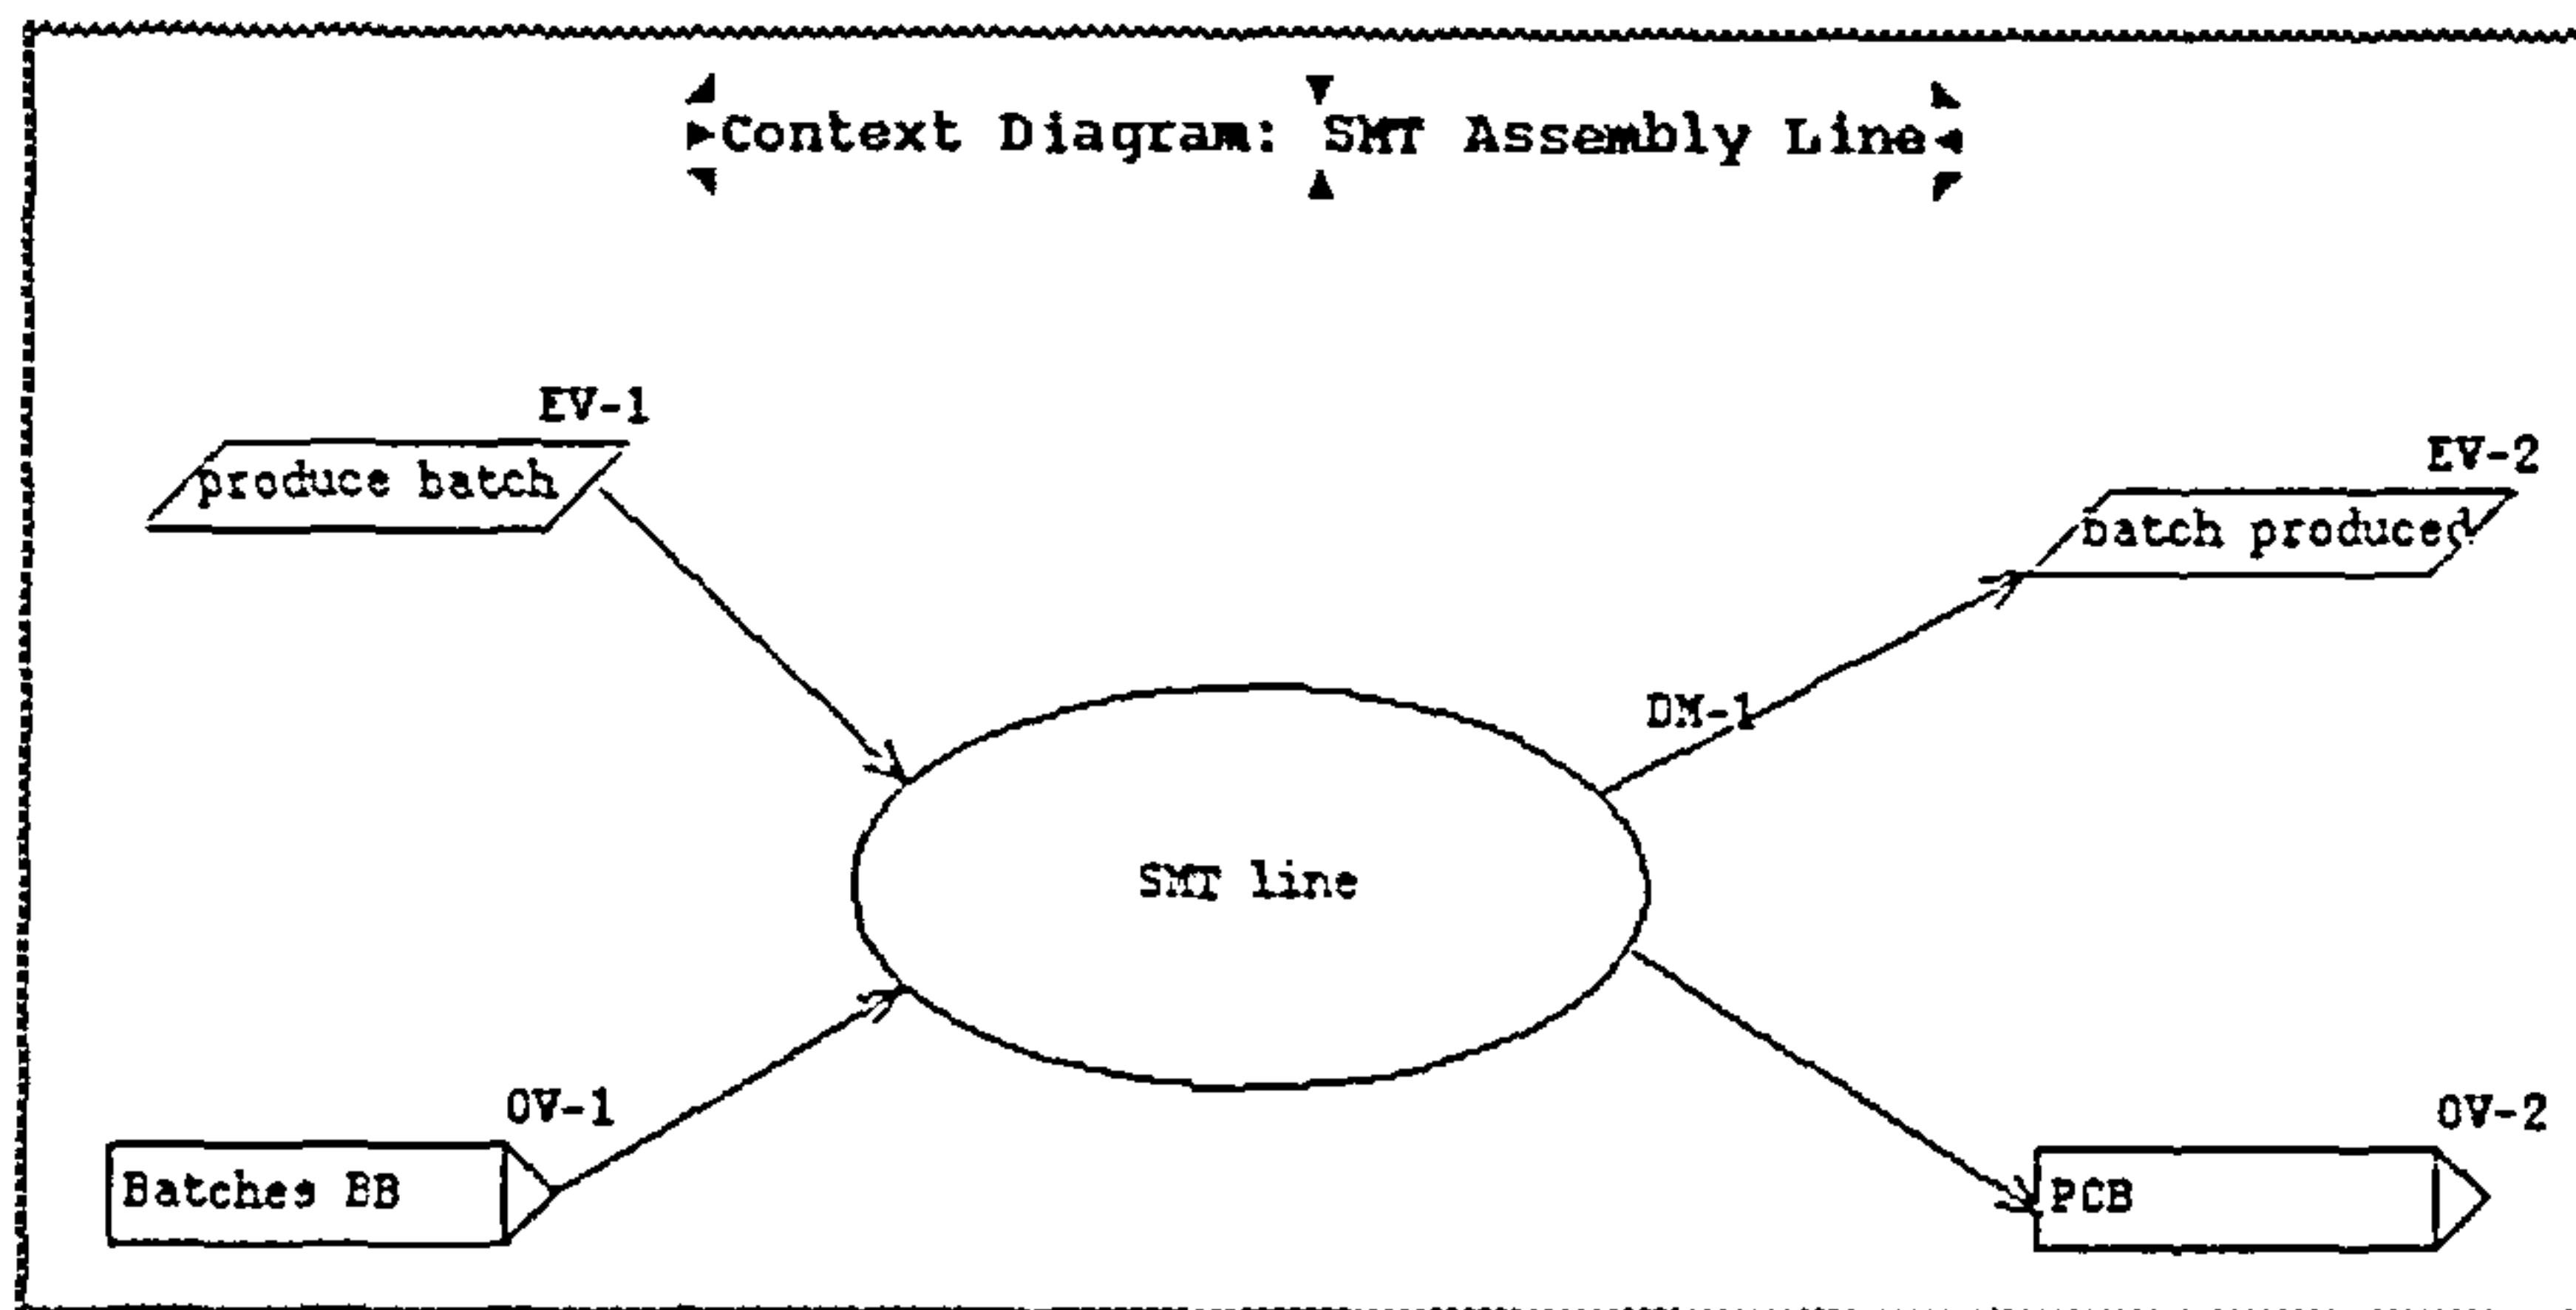 Context Diagram: SMT Assembly Line
EV-1
produce batch
EV-2
batch produced
DM-1
SMT line
OV-1
Batches BB
OV-2
PCB